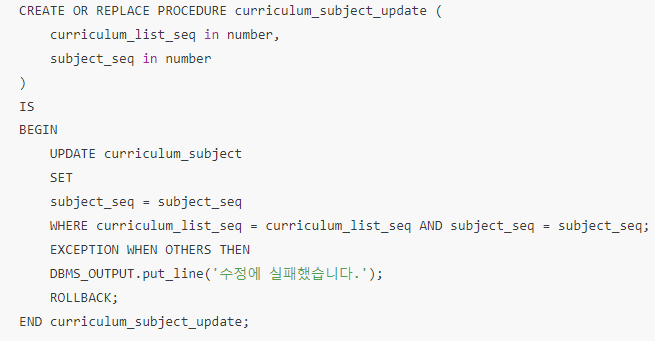 CREATE OR REPLACE PROCEDURE curriculum_subject_update (
    curriculum_list_seq in number,
    subject_seq in number
)
IS
BEGIN
    UPDATE curriculum_subject
    SET
    subject_seq = subject_seq
    WHERE curriculum_list_seq = curriculum_list_seq AND subject_seq = subject_seq;
    EXCEPTION WHEN OTHERS THEN
    DBMS_OUTPUT.put_line('수정에 실패했습니다.');
    ROLLBACK;
END curriculum_subject_update;